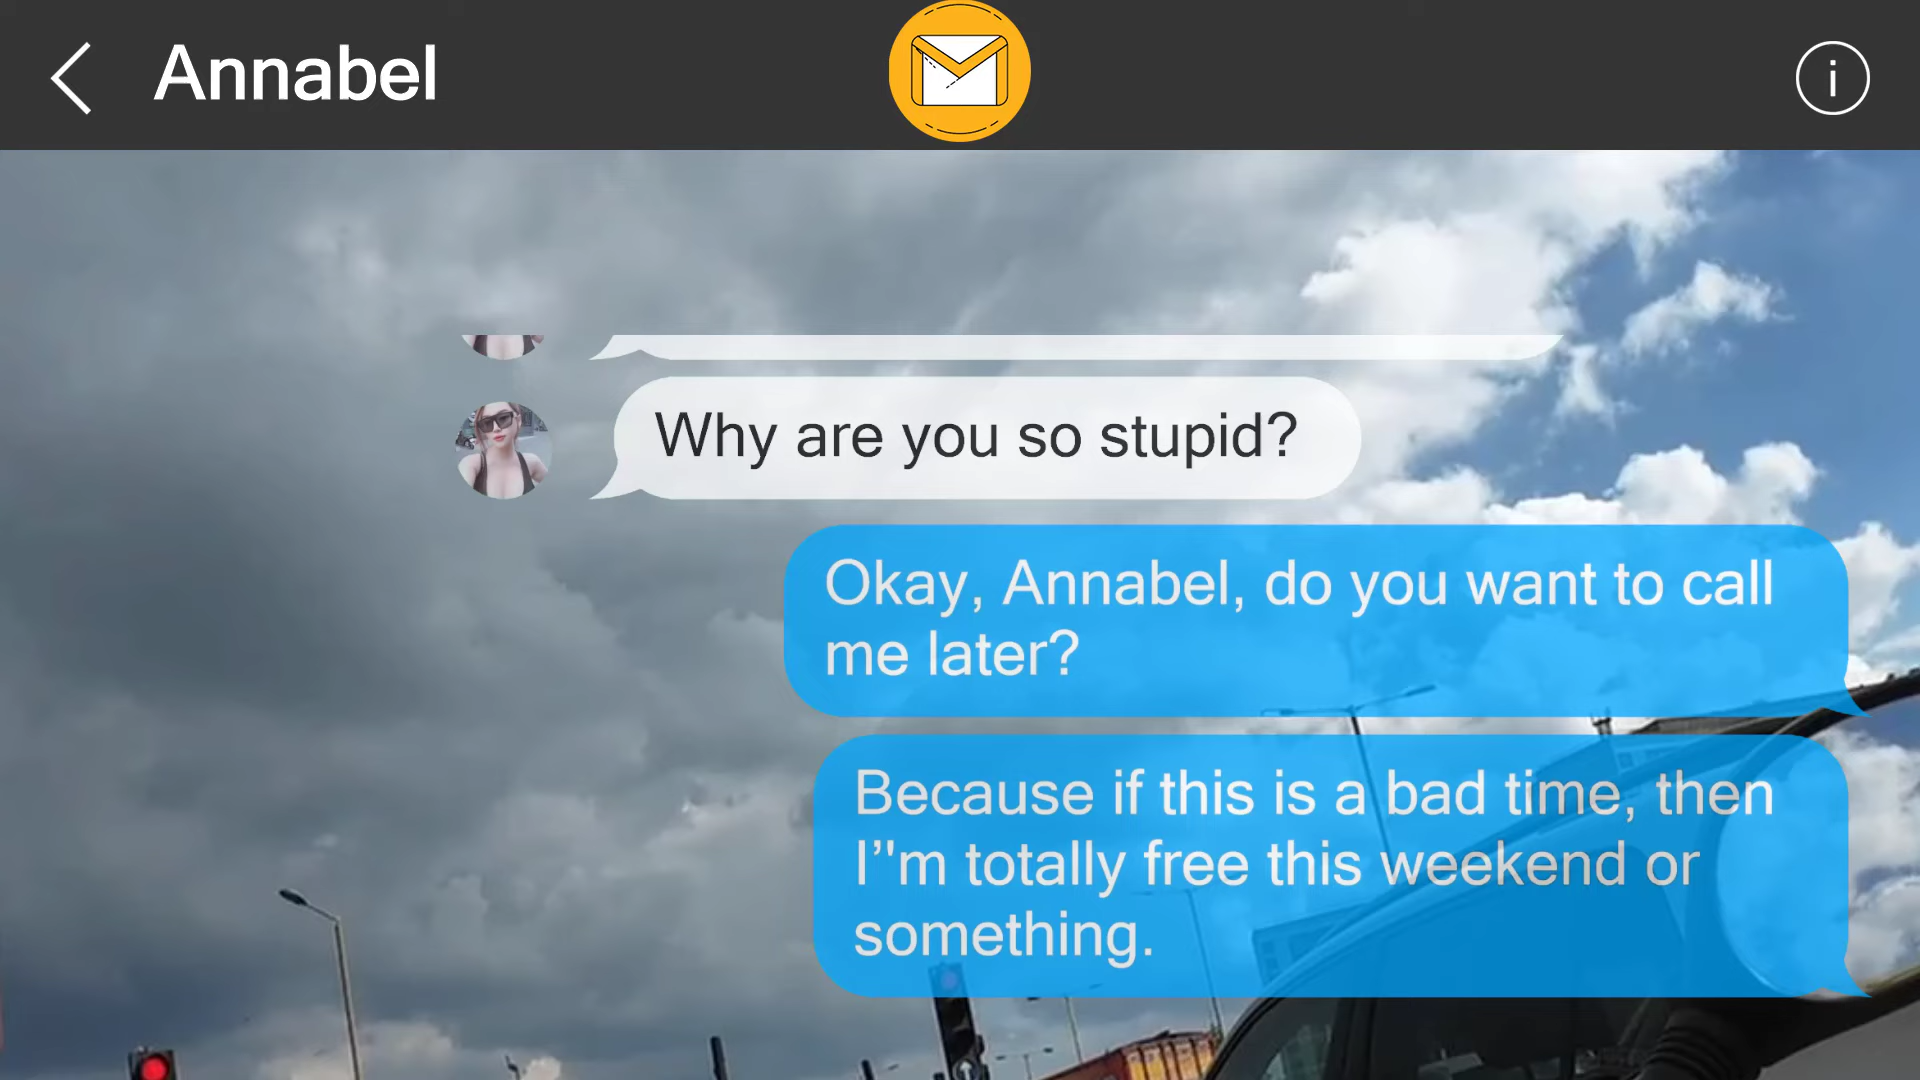 Annabel
i
Why are you so stupid?
Okay, Annabel, do you want to call
me later?
Because if this is a bad time, then
I’'m totally free this weekend or
something.